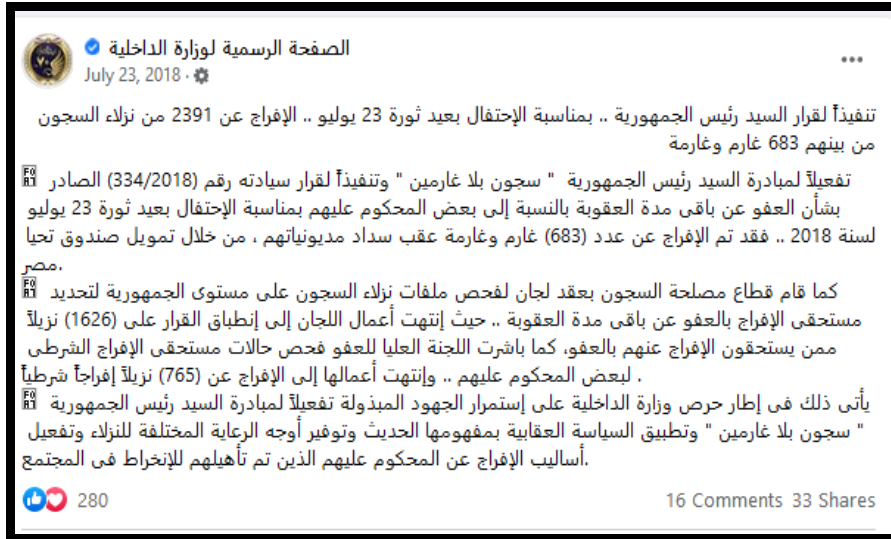 الصفحة الرسمية لوزارة الداخلية
July 23, 2018
تنفيذاً لقرار السيد رئيس الجمهورية .. بمناسبة الإحتفال بعيد ثورة 23 يوليو .. الإفراج عن 2391 من نزلاء السجون
من بينهم 683 غارم وغارمة
تفعيلاً لمبادرة السيد رئيس الجمهورية " سجون بلا غارمين " وتنفيذاً لقرار سيادته رقم (334/2018) الصادر
بشأن العفو عن باقى مدة العقوبة بالنسبة إلى بعض المحكوم عليهم بمناسبة الإحتفال بعيد ثورة 23 يوليو
لسنة 2018 .. فقد تم الإفراج عن عدد (683) غارم وغارمة عقب سداد مديونياتهم ، من خلال تمويل صندوق تحيا
مصر.
كما قام قطاع مصلحة السجون بعقد لجان لفحص ملفات نزلاء السجون على مستوى الجمهورية لتحديد
مستحقى الإفراج بالعفو عن باقى مدة العقوبة .. حيث إنتهت أعمال اللجان إلى إنطباق القرار على (1626) نزيلاً
ممن يستحقون الإفراج عنهم بالعفو، كما باشرت اللجنة العليا للعفو فحص حالات مستحقى الإفراج الشرطى
لبعض المحكوم عليهم .. وإنتهت أعمالها إلى الإفراج عن (765) نزيلاً إفراجاً شرطياً .
يأتى ذلك فى إطار حرص وزارة الداخلية على إستمرار الجهود المبذولة تفعيلاً لمبادرة السيد رئيس الجمهورية
" سجون بلا غارمين " وتطبيق السياسة العقابية بمفهومها الحديث وتوفير أوجه الرعاية المختلفة للنزلاء وتفعيل
أساليب الإفراج عن المحكوم عليهم الذين تم تأهيلهم للإنخراط فى المجتمع.
280
16 Comments 33 Shares